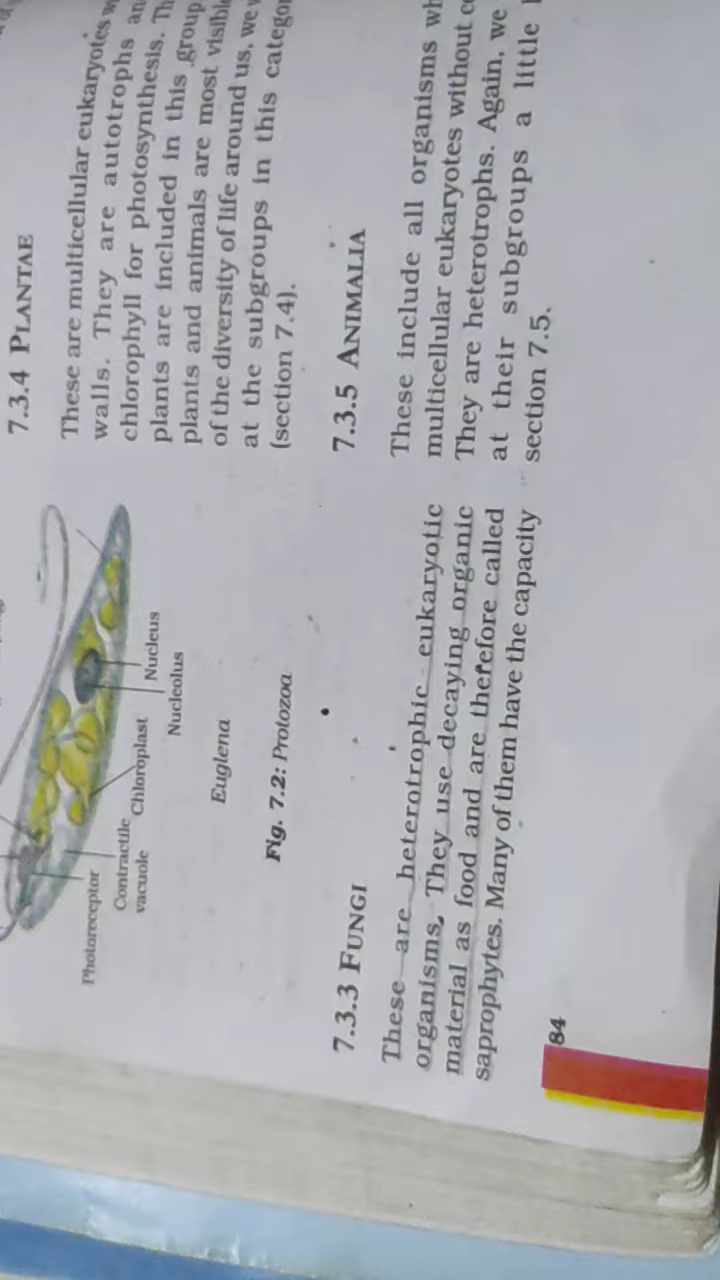 Photoreceptor
Contractile
vacuole
Chloroplast
Nucleus
Nucleolus
Euglena
Fig. 7.2: Protozoa
7.3.3 FUNGI
These are heterotrophic eukaryotic
organisms. They use decaying organic
material as food and are therefore called
saprophytes. Many of them have the capacity
84
7.3.4 PLANTAE
These are multicellular eukaryotes
walls. They are autotrophs an
chlorophyll for photosynthesis. Th
plants are included in this group
plants and animals are most visible
of the diversity of life around us, we
at the subgroups in this categor
(section 7.4).
7.3.5 ANIMALIA
These include all organisms wh
multicellular eukaryotes without ce
They are heterotrophs. Again, we
at their subgroups a little
section 7.5.